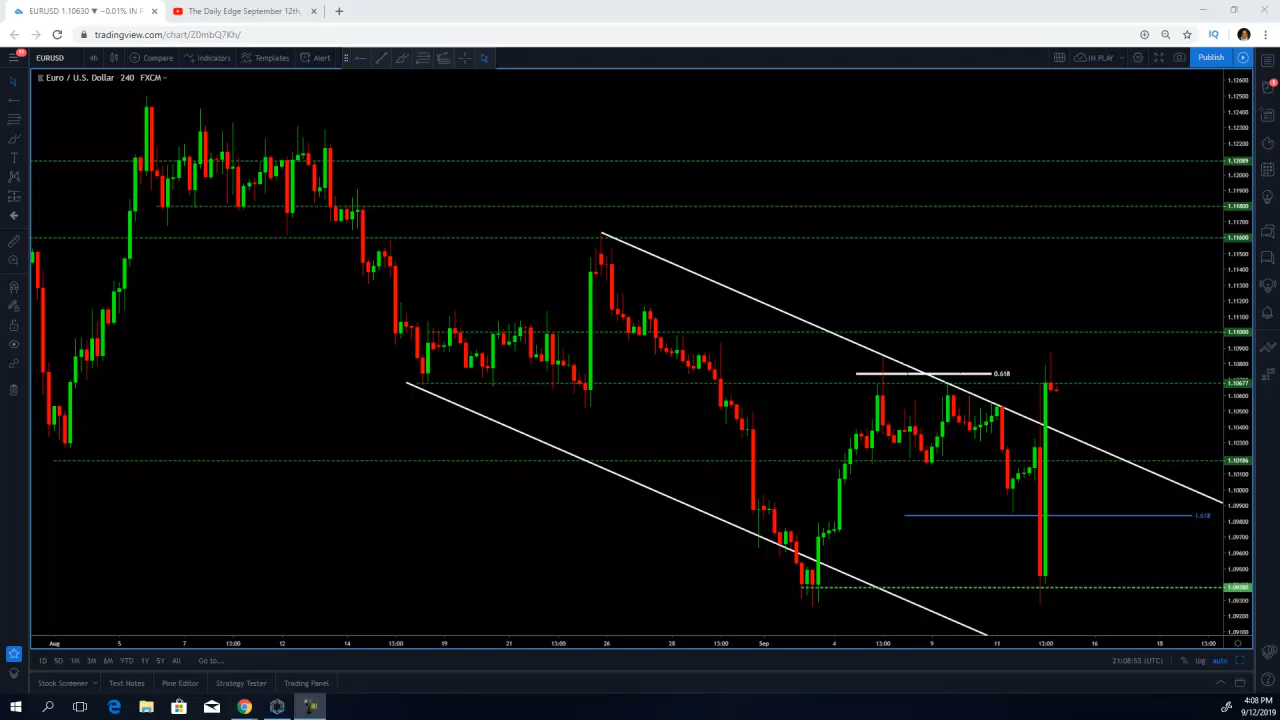 EURUSD 1.10630 ▼ −0.01% IN P
The Daily Edge September 12th,
tradingview.com/chart/Z0mbQ7Kh/
IQ
11
EURUSD
4h
Compare
Indicators
Templates
Alert
IN_PLAY
Publish
Euro / U.S. Dollar · 240 FXCM
1.12600
1.12500
1.12400
1.12300
1.12200
1.12089
1.12000
1.11900
1.11800
1.11700
1.11600
1.11500
1.11400
1.11300
1.11200
1.11100
1.11000
1.10900
1.10800
0.618
1.10677
1.10600
1.10500
1.10400
1.10300
1.10186
1.10100
1.10000
1.09900
1.618
1.09800
1.09700
1.09600
1.09500
1.09380
1.09300
1.09200
1.09100
Aug 5 7 13:00 12 14 13:00 19 21 13:00 26 28 13:00 Sep 4 13:00 9 11 13:00 16 18 13:00
1D 5D 1M 3M 6M YTD 1Y 5Y All Go to...
21:08:53 (UTC) % log auto
Stock Screener Text Notes Pine Editor Strategy Tester Trading Panel
4:08 PM
9/12/2019